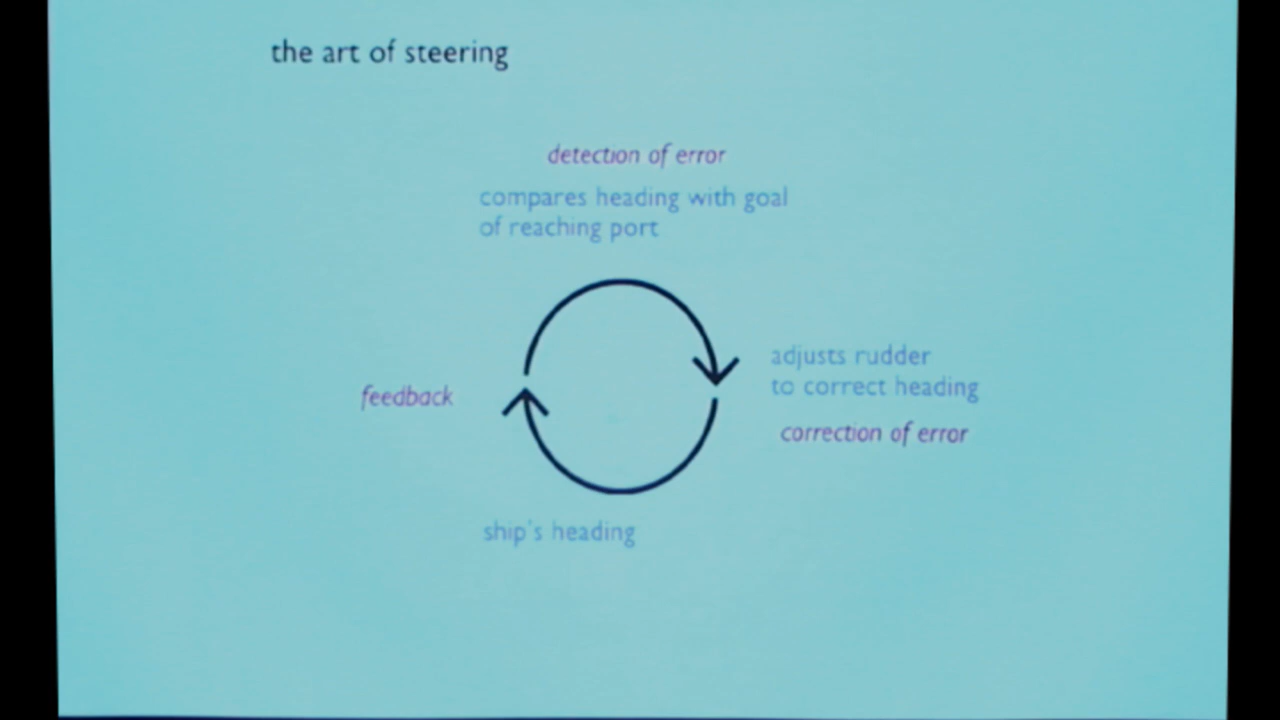 the art of steering
detection of error
compares heading with goal
of reaching port
adjusts rudder
to correct heading
feedback
correction of error
ship's heading